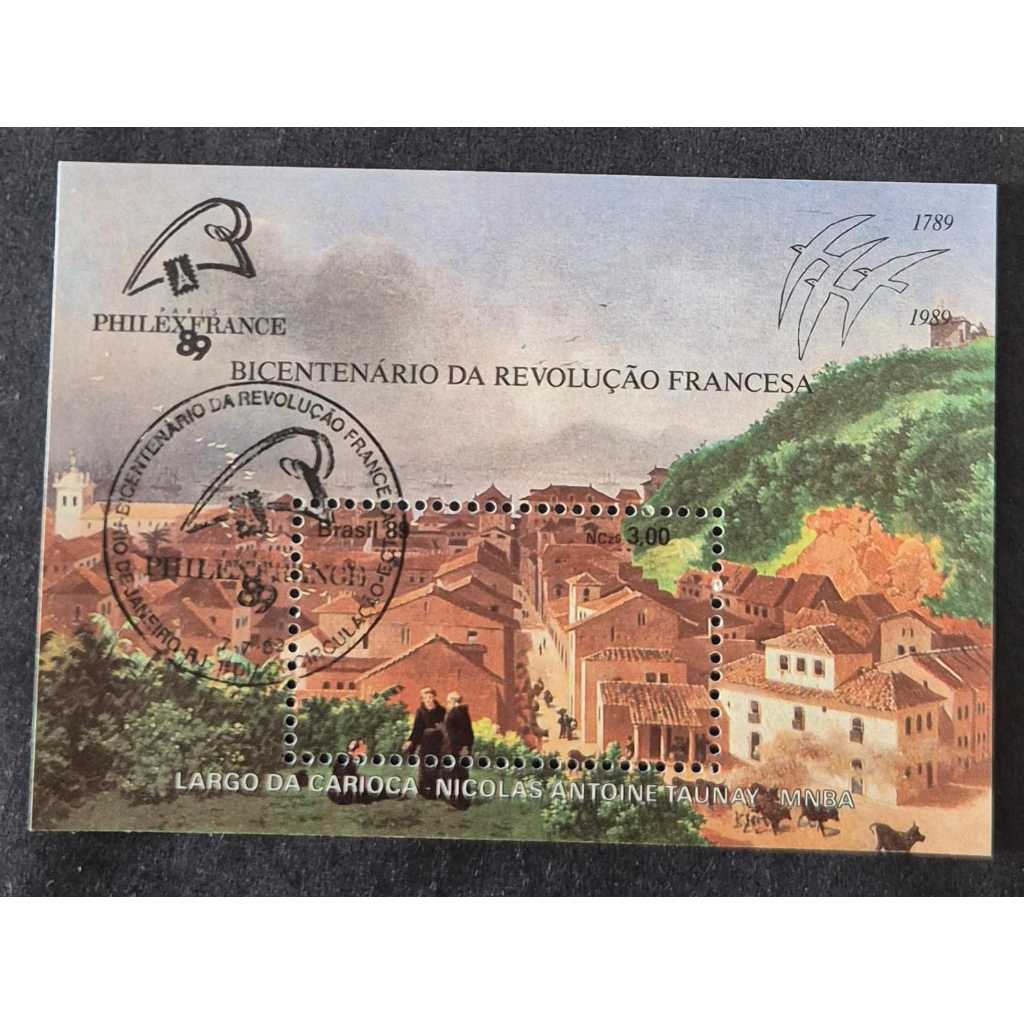 PARIS
PHILEXFRANCE
89
1789
1989
BICENTENÁRIO DA REVOLUÇÃO FRANCESA
BICENTENÁRIO DA REVOLUÇÃO FRANCE
PHILEXFRANCE
89
RIO DE JANEIRO-RJ
CIRCULAÇÃO-ECT
Brasil 89
NCz$ 3,00
LARGO DA CARIOCA - NICOLAS ANTOINE TAUNAY - MNBA